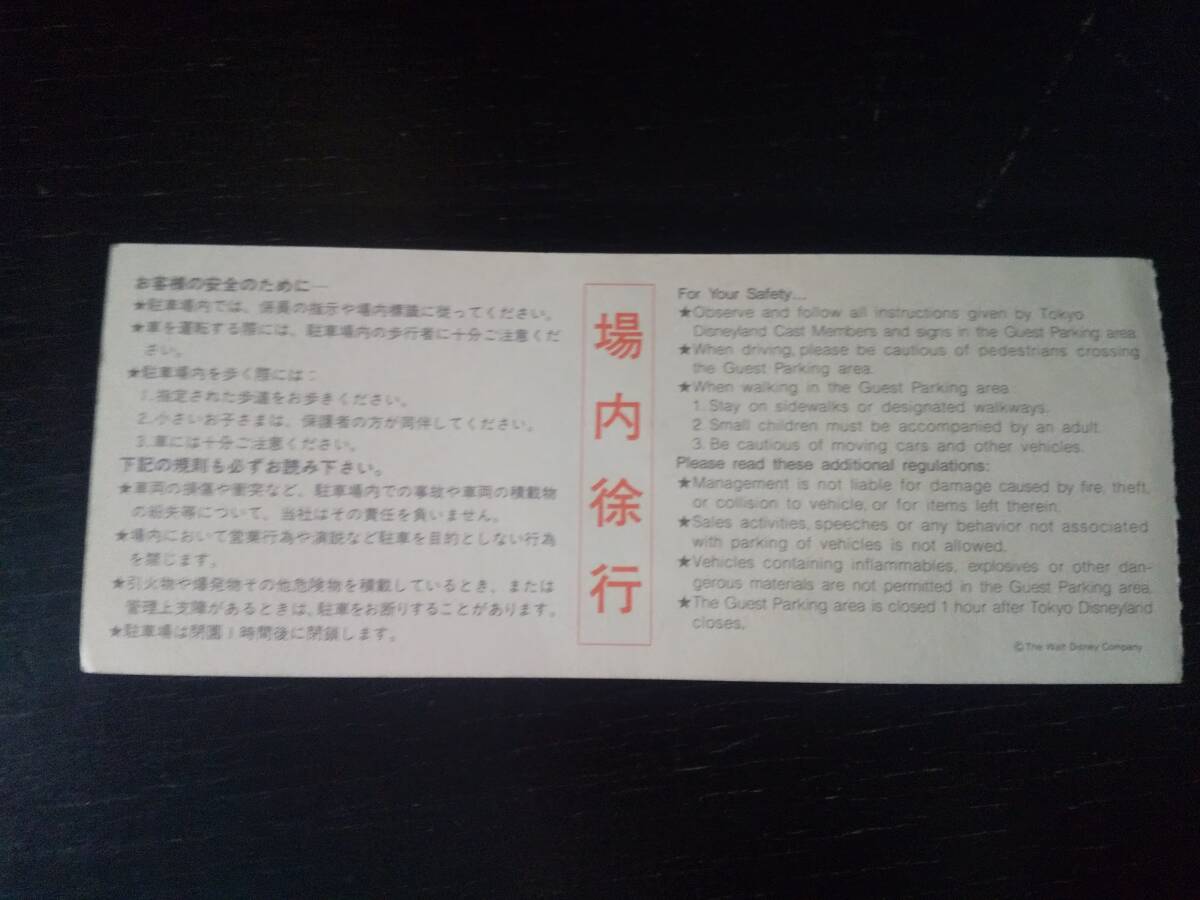 お客様の安全のために—
★駐車場内では、係員の指示や場内標識に従ってください。
★車を運転する際には、駐車場内の歩行者に十分ご注意くだ
さい。
★駐車場内を歩く際には：
1.指定された歩道をお歩きください。
2.小さいお子さまは、保護者の方が同伴してください。
3.車には十分ご注意ください。
下記の規則も必ずお読み下さい。
★車両の損傷や衝突など、駐車場内での事故や車両の積載物
の紛失等について、当社はその責任を負いません。
★場内において営業行為や演説など駐車を目的としない行為
を禁じます。
★引火物や爆発物その他危険物を積載しているとき、または
管理上支障があるときは、駐車をお断りすることがあります。
★駐車場は閉園1時間後に閉鎖します。
場内徐行
For Your Safety...
★Observe and follow all instructions given by Tokyo
Disneyland Cast Members and signs in the Guest Parking area.
★When driving, please be cautious of pedestrians crossing
the Guest Parking area.
★When walking in the Guest Parking area:
1. Stay on sidewalks or designated walkways.
2. Small children must be accompanied by an adult.
3. Be cautious of moving cars and other vehicles.
Please read these additional regulations:
★Management is not liable for damage caused by fire, theft,
or collision to vehicle, or for items left therein.
★Sales activities, speeches or any behavior not associated
with parking of vehicles is not allowed.
★Vehicles containing inflammables, explosives or other dan-
gerous materials are not permitted in the Guest Parking area.
★The Guest Parking area is closed 1 hour after Tokyo Disneyland
closes.
©The Walt Disney Company